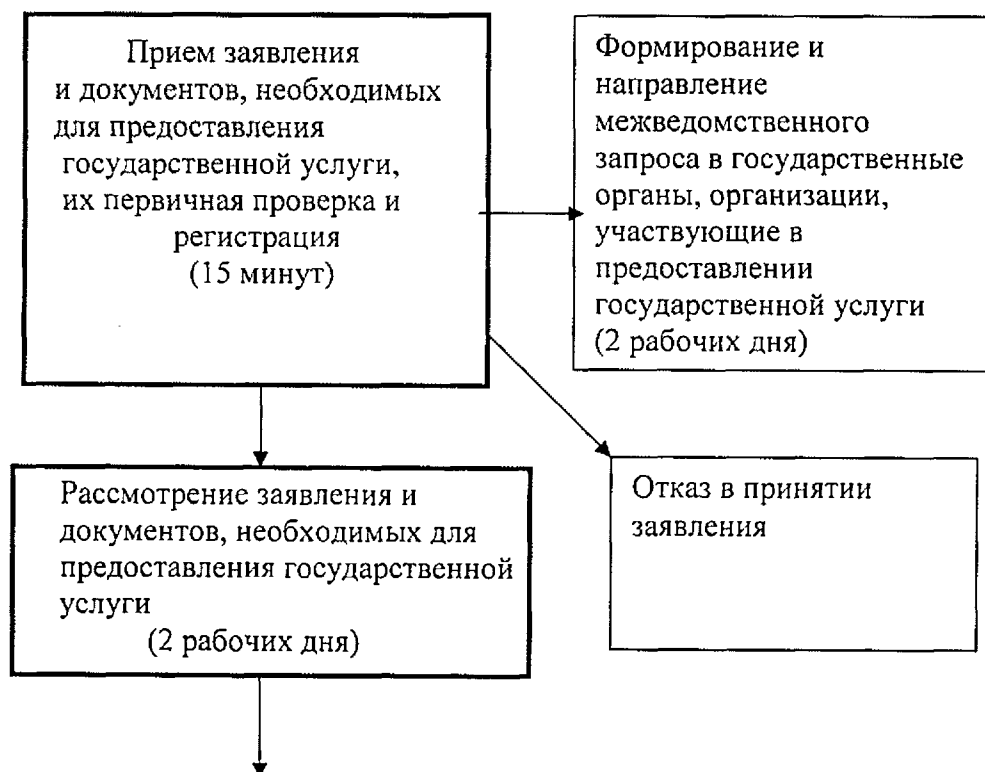 Прием заявления
и документов, необходимых
для предоставления
государственной услуги,
их первичная проверка и
регистрация
(15 минут)
Формирование и
направление
межведомственного
запроса в государственные
органы, организации,
участвующие в
предоставлении
государственной услуги
(2 рабочих дня)
Рассмотрение заявления и
документов, необходимых для
предоставления государственной
услуги
(2 рабочих дня)
Отказ в принятии
заявления